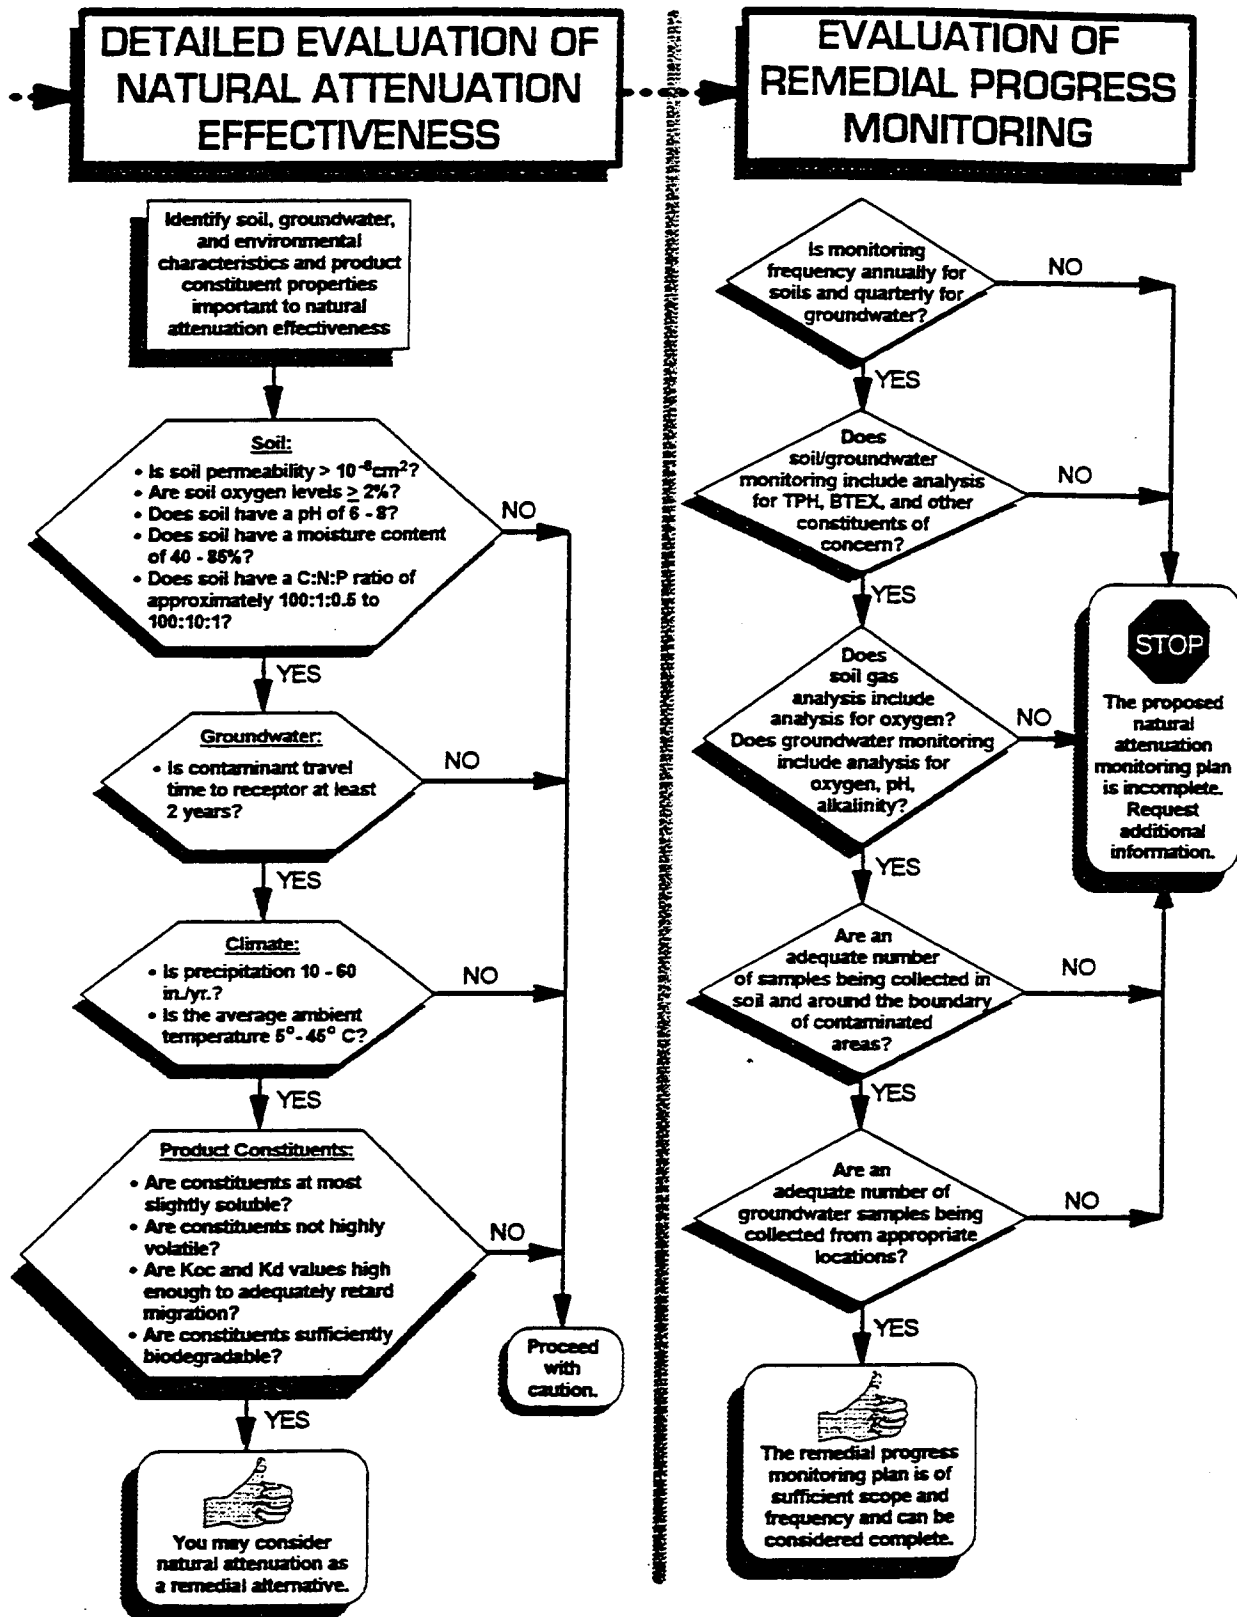 DETAILED EVALUATION OF
NATURAL ATTENUATION
EFFECTIVENESS
Identify soil, groundwater,
and environmental
characteristics and product
constituent properties
important to natural
attenuation effectiveness
Soil:
• Is soil permeability > 10⁻⁸cm²?
• Are soil oxygen levels ≥ 2%?
• Does soil have a pH of 6 - 8?
• Does soil have a moisture content
of 40 - 85%?
• Does soil have a C:N:P ratio of
approximately 100:1:0.5 to
100:10:1?
NO
YES
Groundwater:
• Is contaminant travel
time to receptor at least
2 years?
NO
YES
Climate:
• Is precipitation 10 - 60
in./yr.?
• Is the average ambient
temperature 5° - 45° C?
NO
YES
Product Constituents:
• Are constituents at most
slightly soluble?
• Are constituents not highly
volatile?
• Are Koc and Kd values high
enough to adequately retard
migration?
• Are constituents sufficiently
biodegradable?
NO
Proceed
with
caution.
YES
You may consider
natural attenuation as
a remedial alternative.
EVALUATION OF
REMEDIAL PROGRESS
MONITORING
Is monitoring
frequency annually for
soils and quarterly for
groundwater?
NO
YES
Does
soil/groundwater
monitoring include analysis
for TPH, BTEX, and other
constituents of
concern?
NO
YES
Does
soil gas
analysis include
analysis for oxygen?
Does groundwater monitoring
include analysis for
oxygen, pH,
alkalinity?
NO
STOP
The proposed
natural
attenuation
monitoring plan
is incomplete.
Request
additional
information.
YES
Are an
adequate number
of samples being collected in
soil and around the boundary
of contaminated
areas?
NO
YES
Are an
adequate number of
groundwater samples being
collected from appropriate
locations?
NO
YES
The remedial progress
monitoring plan is of
sufficient scope and
frequency and can be
considered complete.